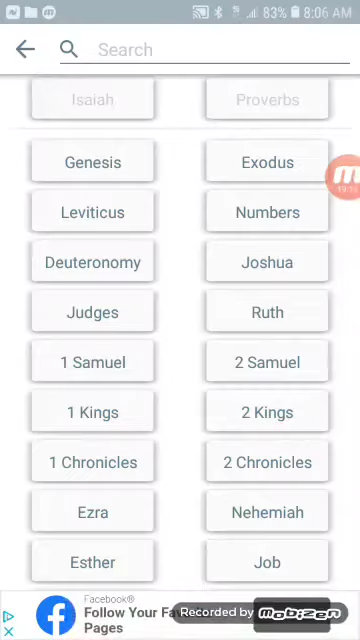 83% 8:06 AM
Search
Isaiah Proverbs
Genesis Exodus
Leviticus Numbers
Deuteronomy Joshua
Judges Ruth
1 Samuel 2 Samuel
1 Kings 2 Kings
1 Chronicles 2 Chronicles
Ezra Nehemiah
Esther Job
Facebook®
Follow Your Fa
Pages
Recorded by mobizen